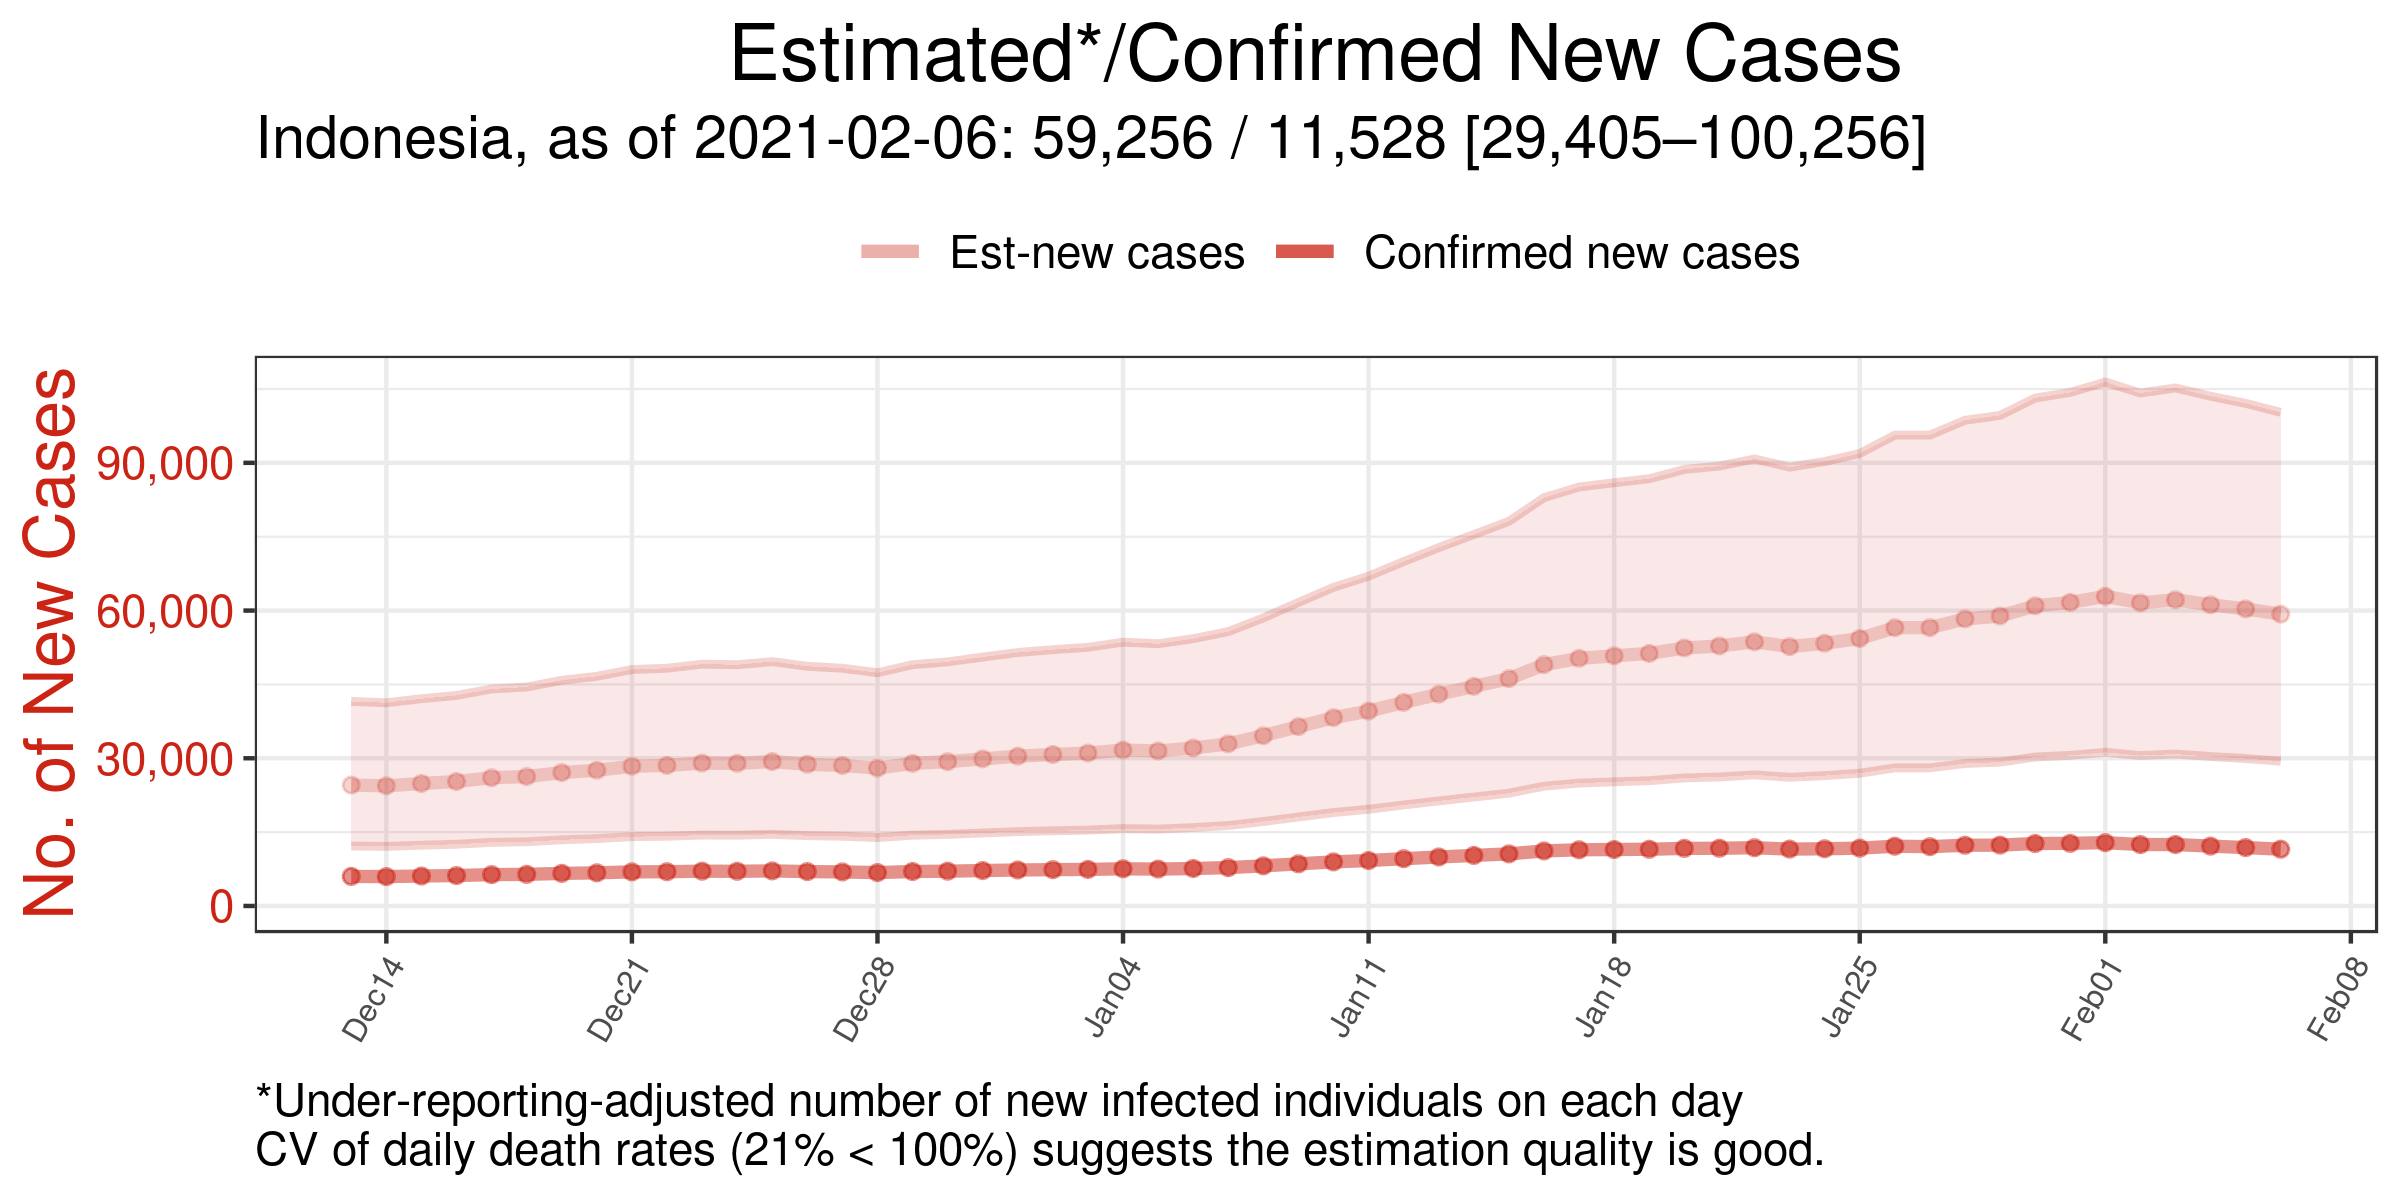 Estimated*/Confirmed New Cases
Indonesia, as of 2021-02-06: 59,256 / 11,528 [29,405–100,256]
Est-new cases
Confirmed new cases
No. of New Cases
90,000
60,000
30,000
0
Dec14
Dec21
Dec28
Jan04
Jan11
Jan18
Jan25
Feb01
Feb08
*Under-reporting-adjusted number of new infected individuals on each day
CV of daily death rates (21% < 100%) suggests the estimation quality is good.